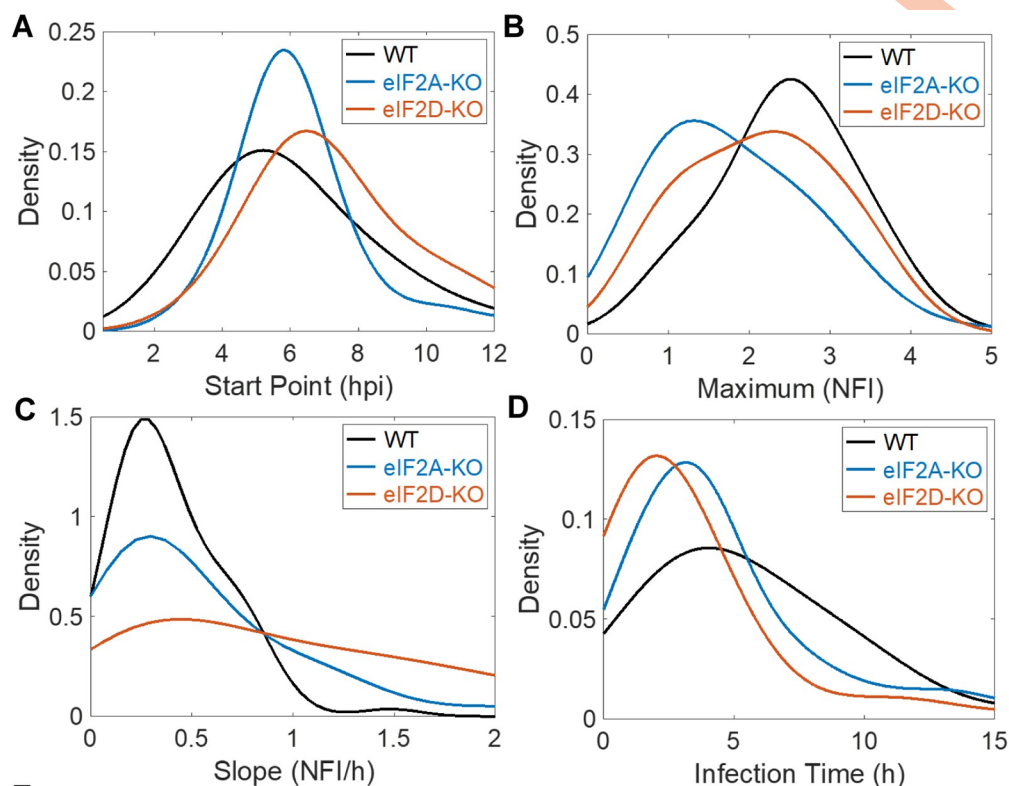 A
Density
0.25
0.2
0.15
0.1
0.05
0
2 4 6 8 10 12
Start Point (hpi)
WT
eIF2A-KO
eIF2D-KO
B
Density
0.5
0.4
0.3
0.2
0.1
0
0 1 2 3 4 5
Maximum (NFI)
WT
eIF2A-KO
eIF2D-KO
C
Density
1.5
1
0.5
0
0 0.5 1 1.5 2
Slope (NFI/h)
WT
eIF2A-KO
eIF2D-KO
D
Density
0.15
0.1
0.05
0
0 5 10 15
Infection Time (h)
WT
eIF2A-KO
eIF2D-KO